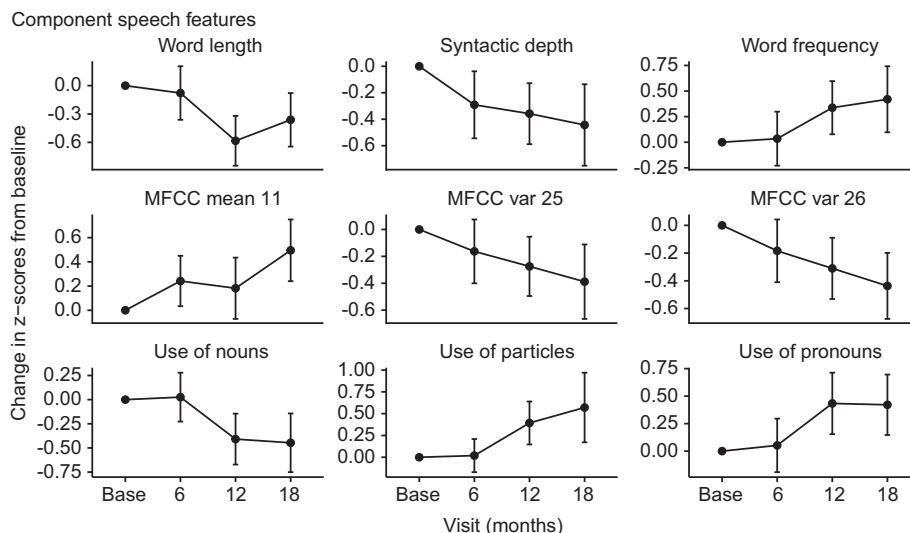 Component speech features
Word length
Syntactic depth
Word frequency
0.0
-0.3
-0.6
0.0
-0.2
-0.4
-0.6
0.75
0.50
0.25
0.00
-0.25
MFCC mean 11
MFCC var 25
MFCC var 26
0.6
0.4
0.2
0.0
0.0
-0.2
-0.4
-0.6
0.0
-0.2
-0.4
-0.6
Use of nouns
Use of particles
Use of pronouns
0.25
0.00
-0.25
-0.50
-0.75
1.00
0.75
0.50
0.25
0.00
0.75
0.50
0.25
0.00
Base 6 12 18
Base 6 12 18
Base 6 12 18
Visit (months)
Change in z−scores from baseline